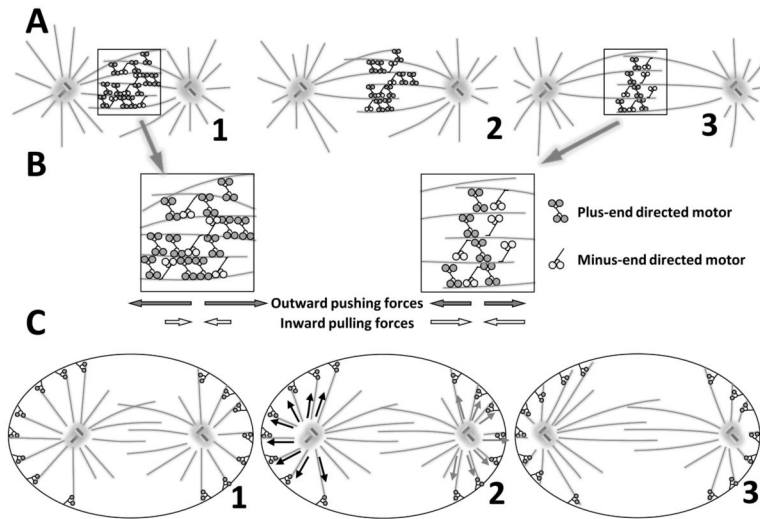 A
1
2
3
B
Plus-end directed motor
Minus-end directed motor
Outward pushing forces
Inward pulling forces
C
1
2
3